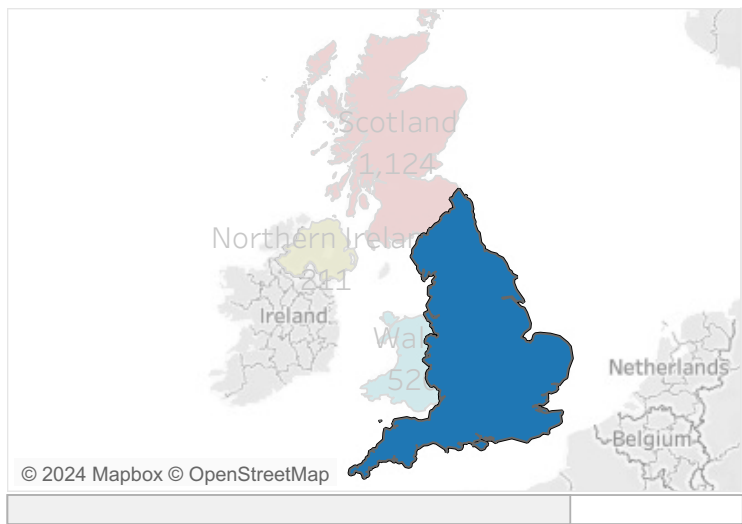 Scotland
1,124
Northern
211
Ireland
Netherlands
Belgium
© 2024 Mapbox © OpenStreetMap